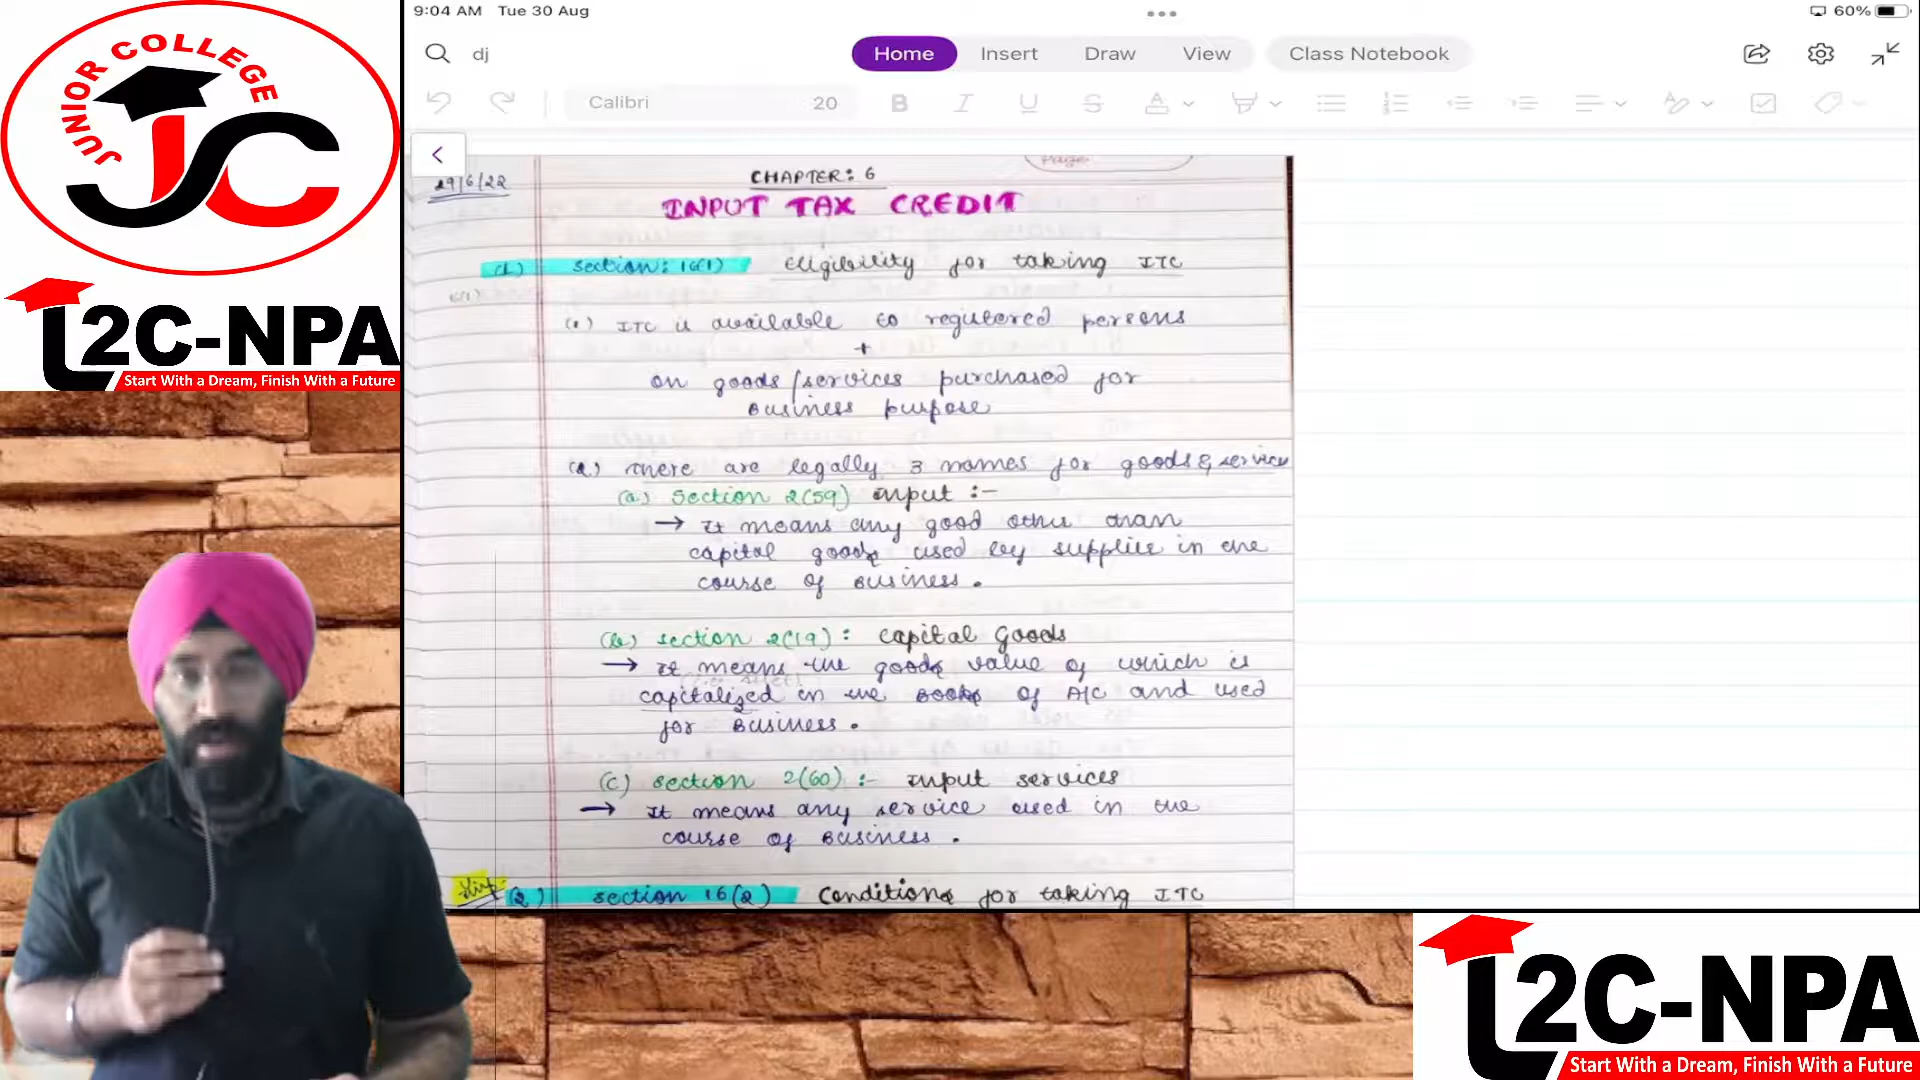 9:04 AM Tue 30 Aug
60%
dj
Home Insert Draw View Class Notebook
Calibri 20
JUNIOR COLLEGE
JC
L2C-NPA
Start With a Dream, Finish With a Future
Page
29/6/22
CHAPTER: 6
INPUT TAX CREDIT
(1) Section: 16(1) Eligibility for taking ITC
(1) ITC is available to registered persons
+
on goods/services purchased for
Business purpose
(2) There are legally 3 names for goods & service
(a) Section 2(59) input :-
→ It means any good other than
capital goods used by supplier in the
course of Business.
(b) section 2(19) : Capital Goods
→ It means the goods value of which is
capitalized in the Books of A/C and used
for Business.
(C) section 2(60) :- input services
→ It means any service used in the
course of Business.
(2) section 16(2) Conditions for taking ITC
L2C-NPA
Start With a Dream, Finish With a Future